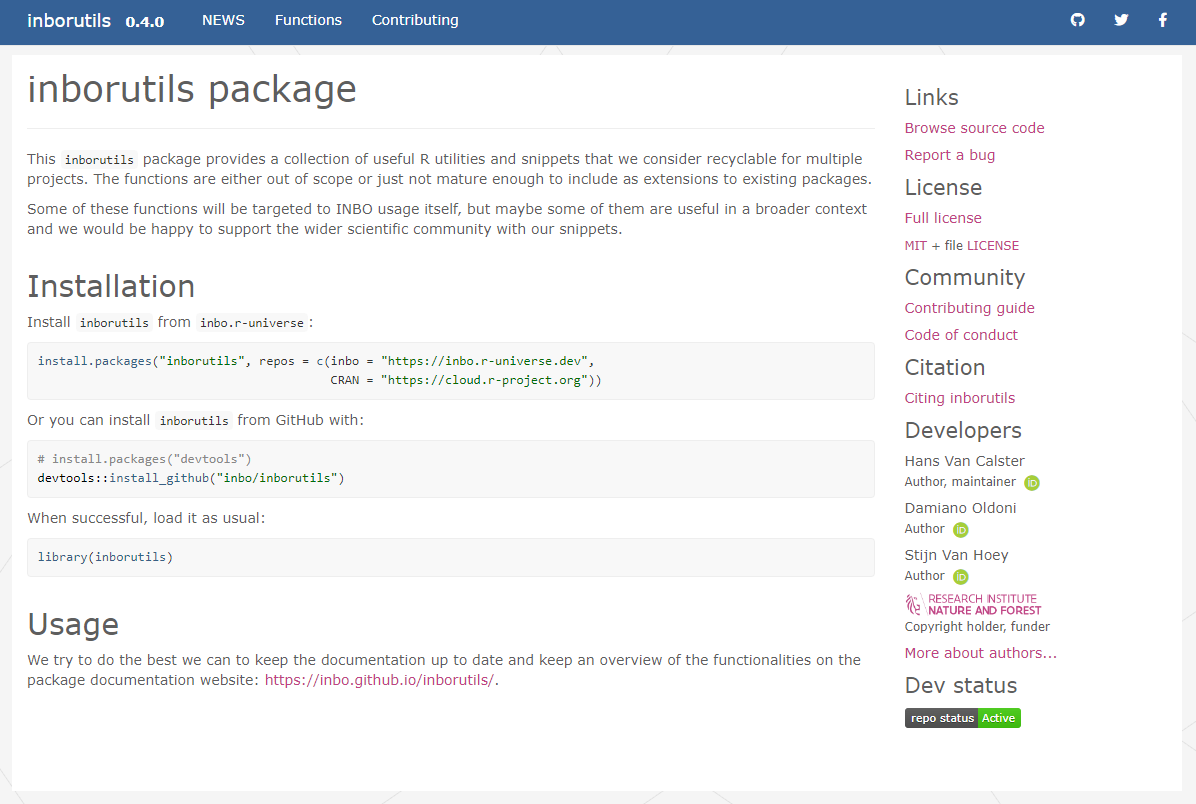 inborutils 0.4.0 NEWS Functions Contributing
inborutils package
This inborutils package provides a collection of useful R utilities and snippets that we consider recyclable for multiple
projects. The functions are either out of scope or just not mature enough to include as extensions to existing packages.
Some of these functions will be targeted to INBO usage itself, but maybe some of them are useful in a broader context
and we would be happy to support the wider scientific community with our snippets.
Installation
Install inborutils from inbo.r-universe:
install.packages("inborutils", repos = c(inbo = "https://inbo.r-universe.dev",
CRAN = "https://cloud.r-project.org"))
Or you can install inborutils from GitHub with:
# install.packages("devtools")
devtools::install_github("inbo/inborutils")
When successful, load it as usual:
library(inborutils)
Usage
We try to do the best we can to keep the documentation up to date and keep an overview of the functionalities on the
package documentation website: https://inbo.github.io/inborutils/.
Links
Browse source code
Report a bug
License
Full license
MIT + file LICENSE
Community
Contributing guide
Code of conduct
Citation
Citing inborutils
Developers
Hans Van Calster
Author, maintainer iD
Damiano Oldoni
Author iD
Stijn Van Hoey
Author iD
RESEARCH INSTITUTE
NATURE AND FOREST
Copyright holder, funder
More about authors...
Dev status
repo status Active